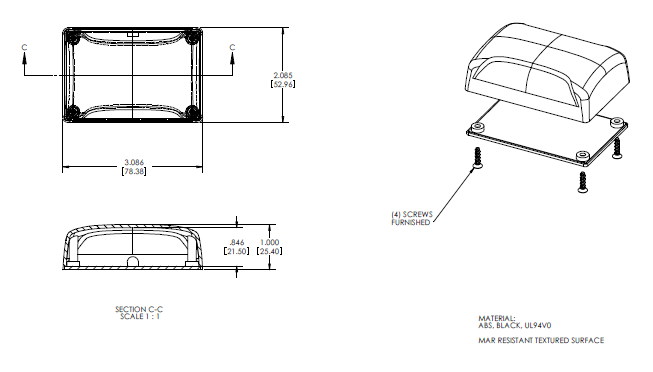 C
C
2.085
[52.96]
3.086
[78.38]
.846
[21.50]
1.000
[25.40]
(4) SCREWS
FURNISHED
SECTION C-C
SCALE 1 : 1
MATERIAL:
ABS, BLACK, UL94V0
MAR RESISTANT TEXTURED SURFACE